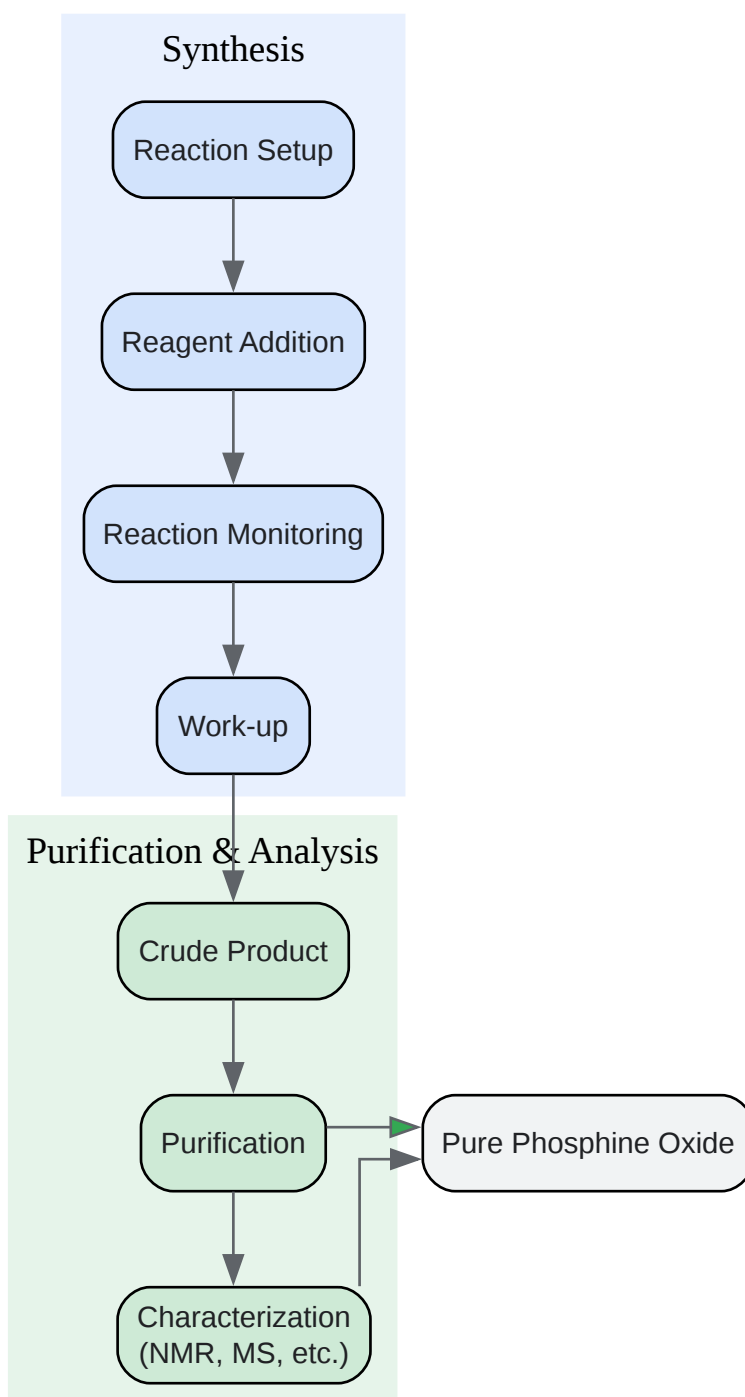 Synthesis
Reaction Setup
Reagent Addition
Reaction Monitoring
Work-up
Purification & Analysis
Crude Product
Purification
Pure Phosphine Oxide
Characterization
(NMR, MS, etc.)